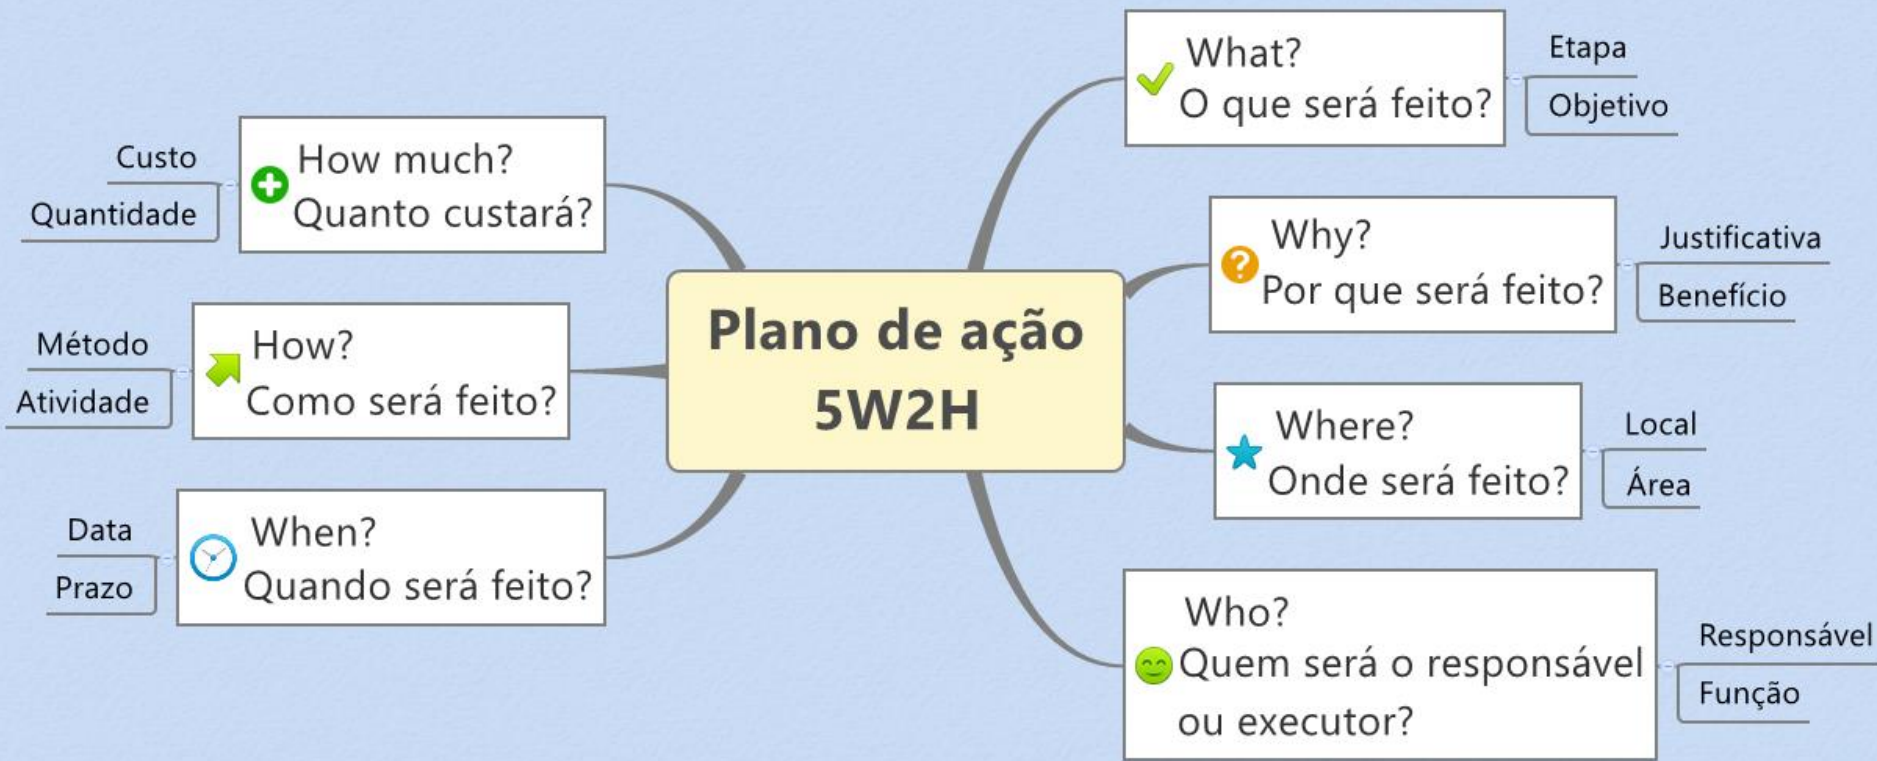 Plano de ação
5W2H
What?
O que será feito?
Etapa
Objetivo
Why?
Por que será feito?
Justificativa
Benefício
Where?
Onde será feito?
Local
Área
Who?
Quem será o responsável
ou executor?
Responsável
Função
How much?
Quanto custará?
Custo
Quantidade
How?
Como será feito?
Método
Atividade
When?
Quando será feito?
Data
Prazo